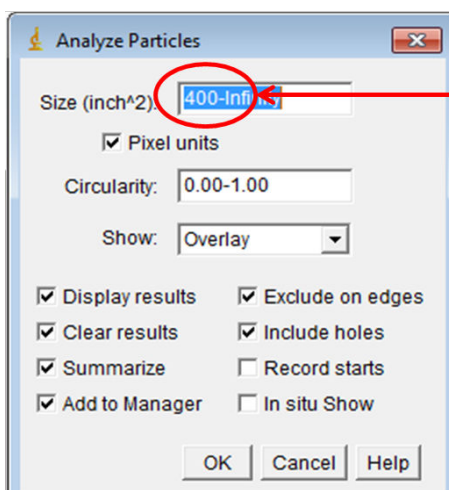 Analyze Particles
Size (inch^2): 400-Infinity
Pixel units
Circularity: 0.00-1.00
Show: Overlay
Display results Exclude on edges
Clear results Include holes
Summarize Record starts
Add to Manager In situ Show
OK Cancel Help